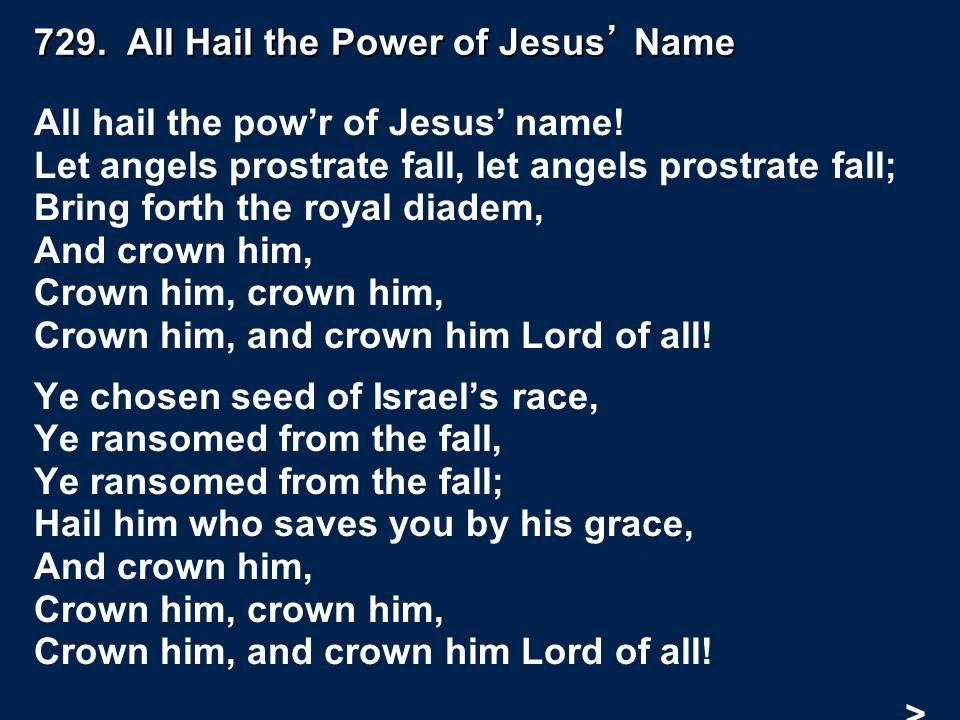 729.  All Hail the Power of Jesus’ Name
All hail the pow’r of Jesus’ name!
Let angels prostrate fall, let angels prostrate fall;
Bring forth the royal diadem,
And crown him,
Crown him, crown him,
Crown him, and crown him Lord of all!
Ye chosen seed of Israel’s race,
Ye ransomed from the fall,
Ye ransomed from the fall;
Hail him who saves you by his grace,
And crown him,
Crown him, crown him,
Crown him, and crown him Lord of all!
>